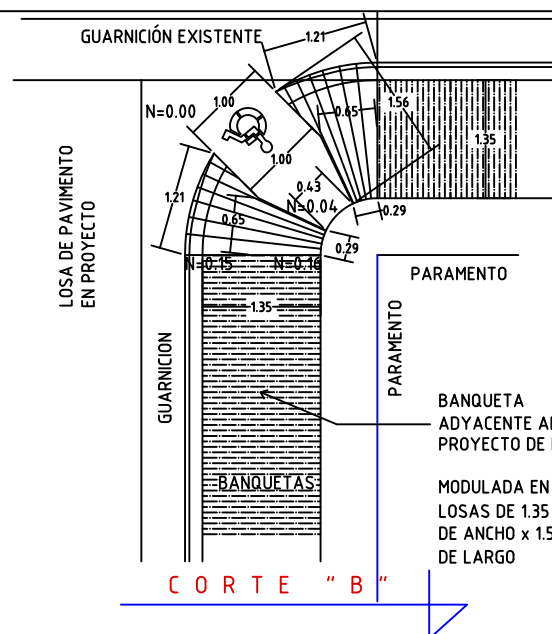 GUARNICIÓN EXISTENTE
1.21
1.00
N=0.00
0.65
1.56
1.35
1.00
0.43
N=0.04
0.29
1.21
0.65
0.29
N=0.15
N=0.16
LOSA DE PAVIMENTO
EN PROYECTO
PARAMENTO
1.35
PARAMENTO
GUARNICION
BANQUETA
ADYACENTE
PROYECTO DE
BANQUETAS
MODULADA EN
LOSAS DE 1.35
DE ANCHO x
DE LARGO
CORTE "B"